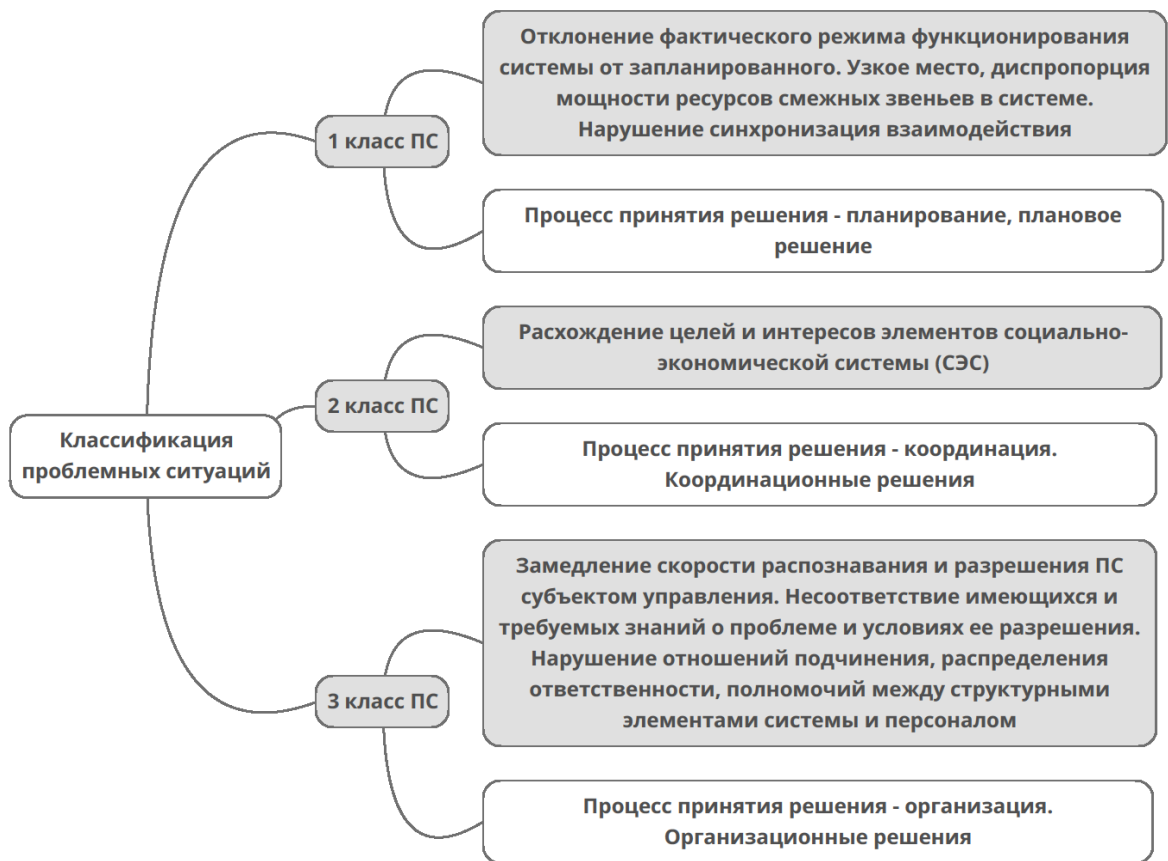 Классификация
проблемных ситуаций
1 класс ПС
Отклонение фактического режима функционирования
системы от запланированного. Узкое место, диспропорция
мощности ресурсов смежных звеньев в системе.
Нарушение синхронизация взаимодействия
Процесс принятия решения - планирование, плановое
решение
2 класс ПС
Расхождение целей и интересов элементов социально-
экономической системы (СЭС)
Процесс принятия решения - координация.
Координационные решения
3 класс ПС
Замедление скорости распознавания и разрешения ПС
субъектом управления. Несоответствие имеющихся и
требуемых знаний о проблеме и условиях ее разрешения.
Нарушение отношений подчинения, распределения
ответственности, полномочий между структурными
элементами системы и персоналом
Процесс принятия решения - организация.
Организационные решения